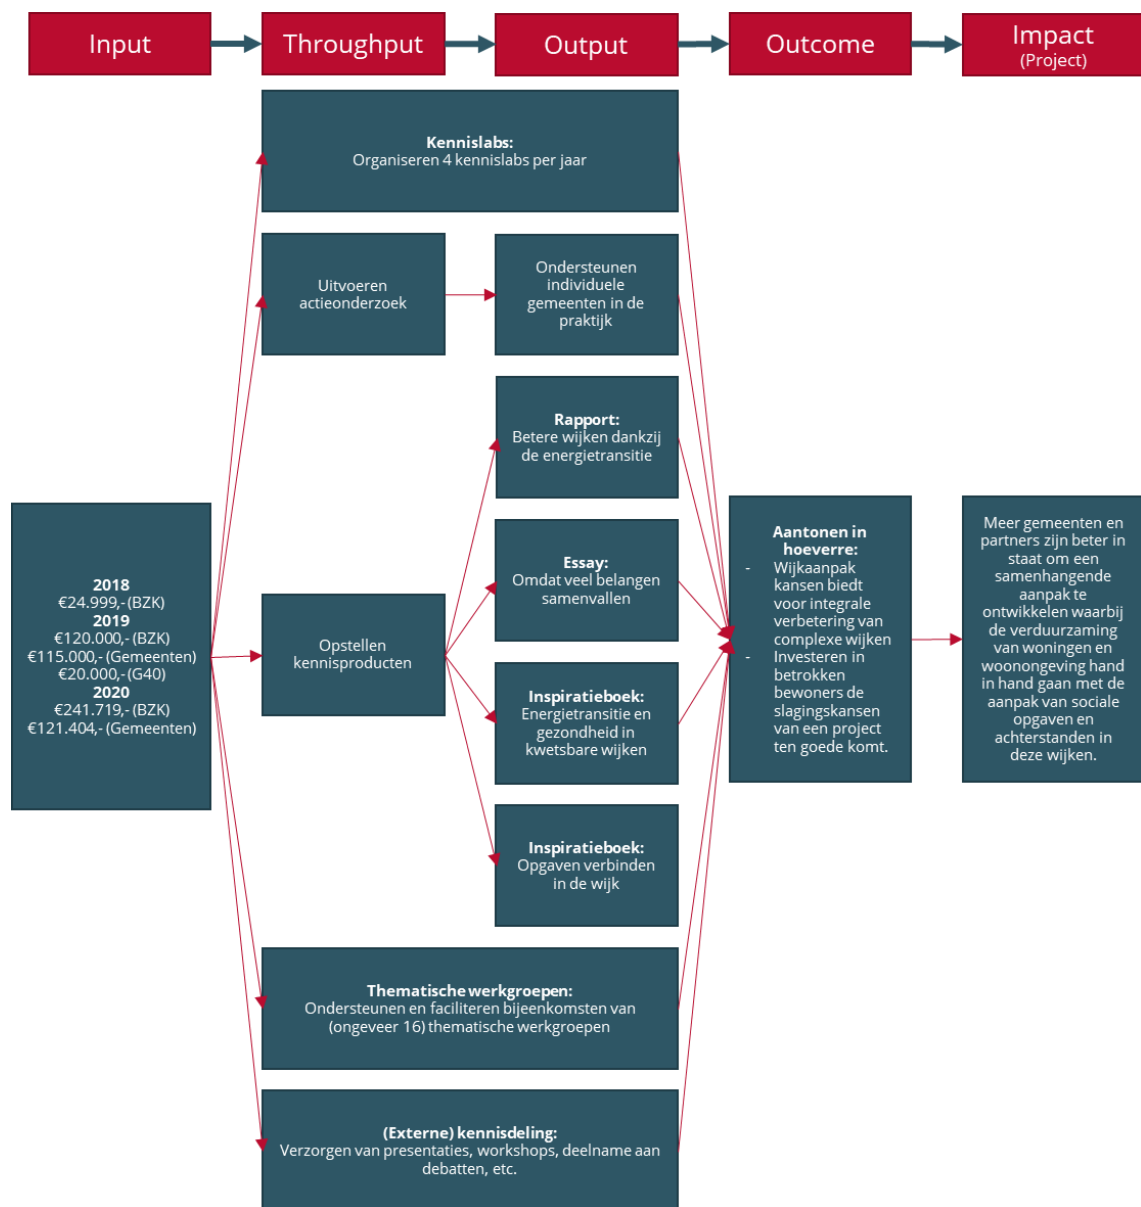 Input
Throughput
Output
Outcome
Impact
(Project)
Kennislabs:
Organiseren 4 kennislabs per jaar
Uitvoeren
actieonderzoek
Ondersteunen
individuele
gemeenten in de
praktijk
Rapport:
Betere wijken dankzij
de energietransitie
2018
€24.999,- (BZK)
2019
€120.000,- (BZK)
€115.000,- (Gemeenten)
€20.000,- (G40)
2020
€241.719,- (BZK)
€121.404,- (Gemeenten)
Opstellen
kennisproducten
Essay:
Omdat veel belangen
samenvallen
Inspiratieboek:
Energietransitie en
gezondheid in
kwetsbare wijken
Inspiratieboek:
Opgaven verbinden
in de wijk
Aantonen in
hoeverre:
- Wijkaanpak
kansen biedt
voor integrale
verbetering van
complexe wijken
- Investeren in
betrokken
bewoners de
slagingskansen
van een project
ten goede komt.
Meer gemeenten en
partners zijn beter in
staat om een
samenhangende
aanpak te
ontwikkelen waarbij
de verduurzaming
van woningen en
woonongeving hand
in hand gaan met de
aanpak van sociale
opgaven en
achterstanden in
deze wijken.
Thematische werkgroepen:
Ondersteunen en faciliteren bijeenkomsten van
(ongeveer 16) thematische werkgroepen
(Externe) kennisdeling:
Verzorgen van presentaties, workshops, deelname aan
debatten, etc.